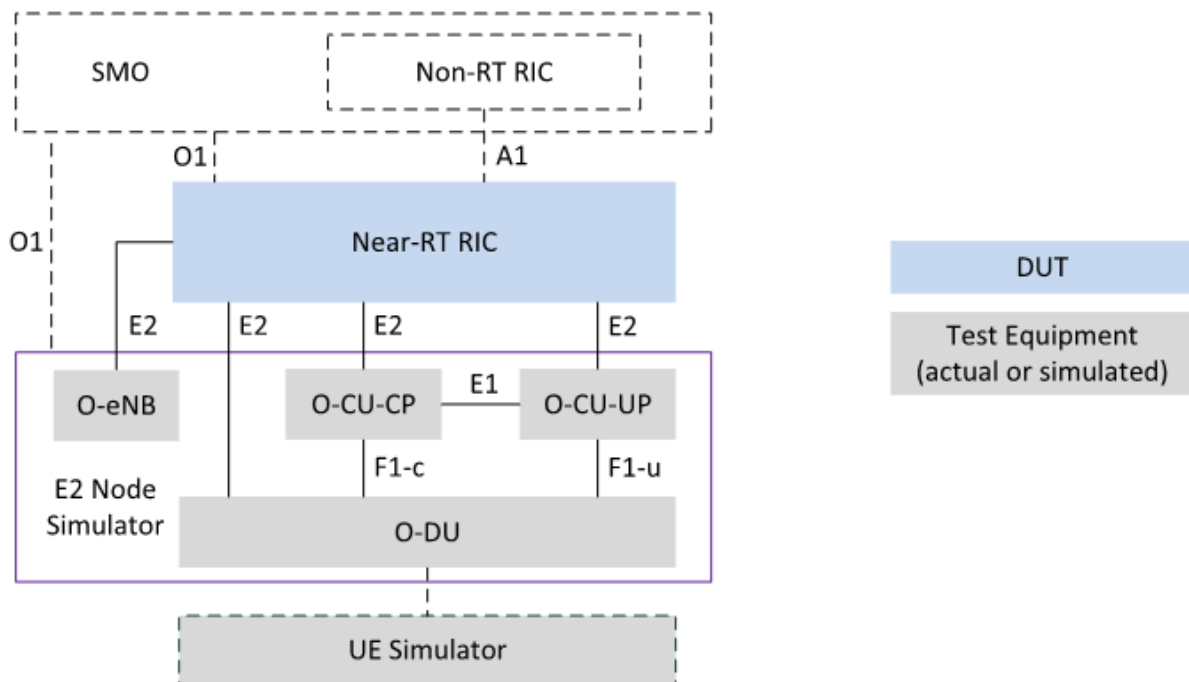 SMO
Non-RT RIC
O1
A1
Near-RT RIC
O1
E2
E2
E2
E2
O-eNB
O-CU-CP
E1
O-CU-UP
F1-c
F1-u
E2 Node
Simulator
O-DU
UE Simulator
DUT
Test Equipment
(actual or simulated)